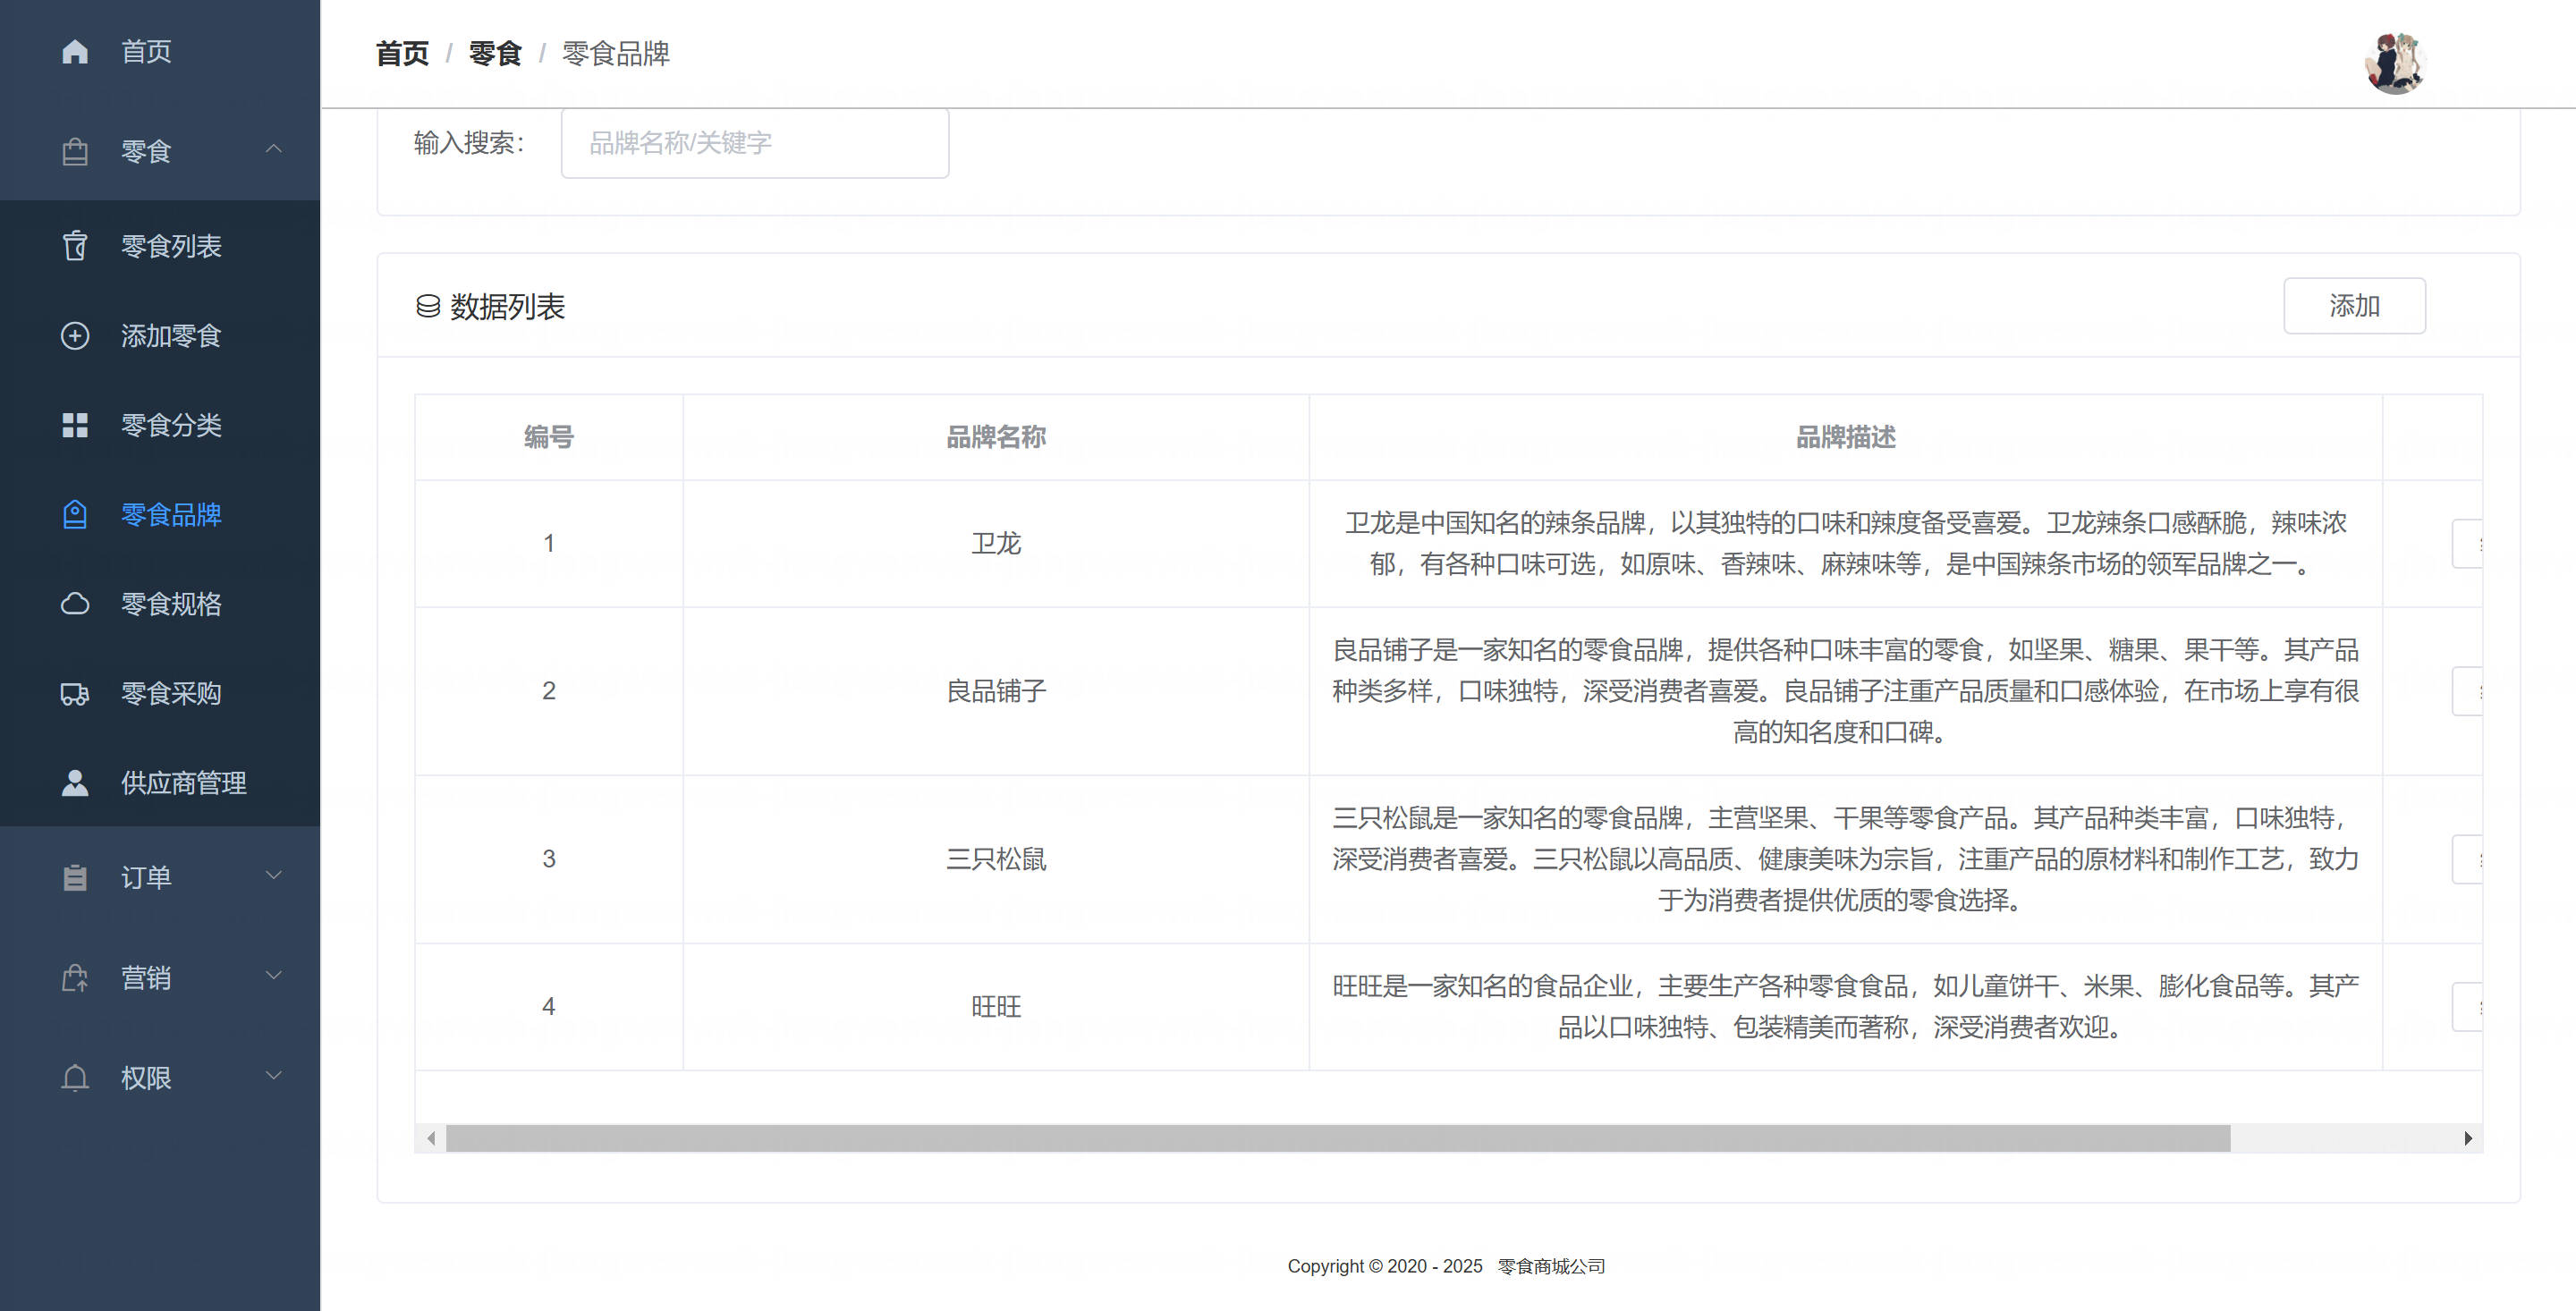 首页
零食
零食列表
添加零食
零食分类
零食品牌
零食规格
零食采购
供应商管理
订单
营销
权限
首页 / 零食 / 零食品牌
输入搜索：
品牌名称/关键字
数据列表
添加
编号 品牌名称 品牌描述
1 卫龙
卫龙是中国知名的辣条品牌，以其独特的口味和辣度备受喜爱。卫龙辣条口感酥脆，辣味浓
郁，有各种口味可选，如原味、香辣味、麻辣味等，是中国辣条市场的领军品牌之一。
2 良品铺子
良品铺子是一家知名的零食品牌，提供各种口味丰富的零食，如坚果、糖果、果干等。其产品
种类多样，口味独特，深受消费者喜爱。良品铺子注重产品质量和口感体验，在市场上享有很
高的知名度和口碑。
3 三只松鼠
三只松鼠是一家知名的零食品牌，主营坚果、干果等零食产品。其产品种类丰富，口味独特，
深受消费者喜爱。三只松鼠以高品质、健康美味为宗旨，注重产品的原材料和制作工艺，致力
于为消费者提供优质的零食选择。
4 旺旺
旺旺是一家知名的食品企业，主要生产各种零食食品，如儿童饼干、米果、膨化食品等。其产
品以口味独特、包装精美而著称，深受消费者欢迎。
Copyright © 2020 - 2025 零食商城公司